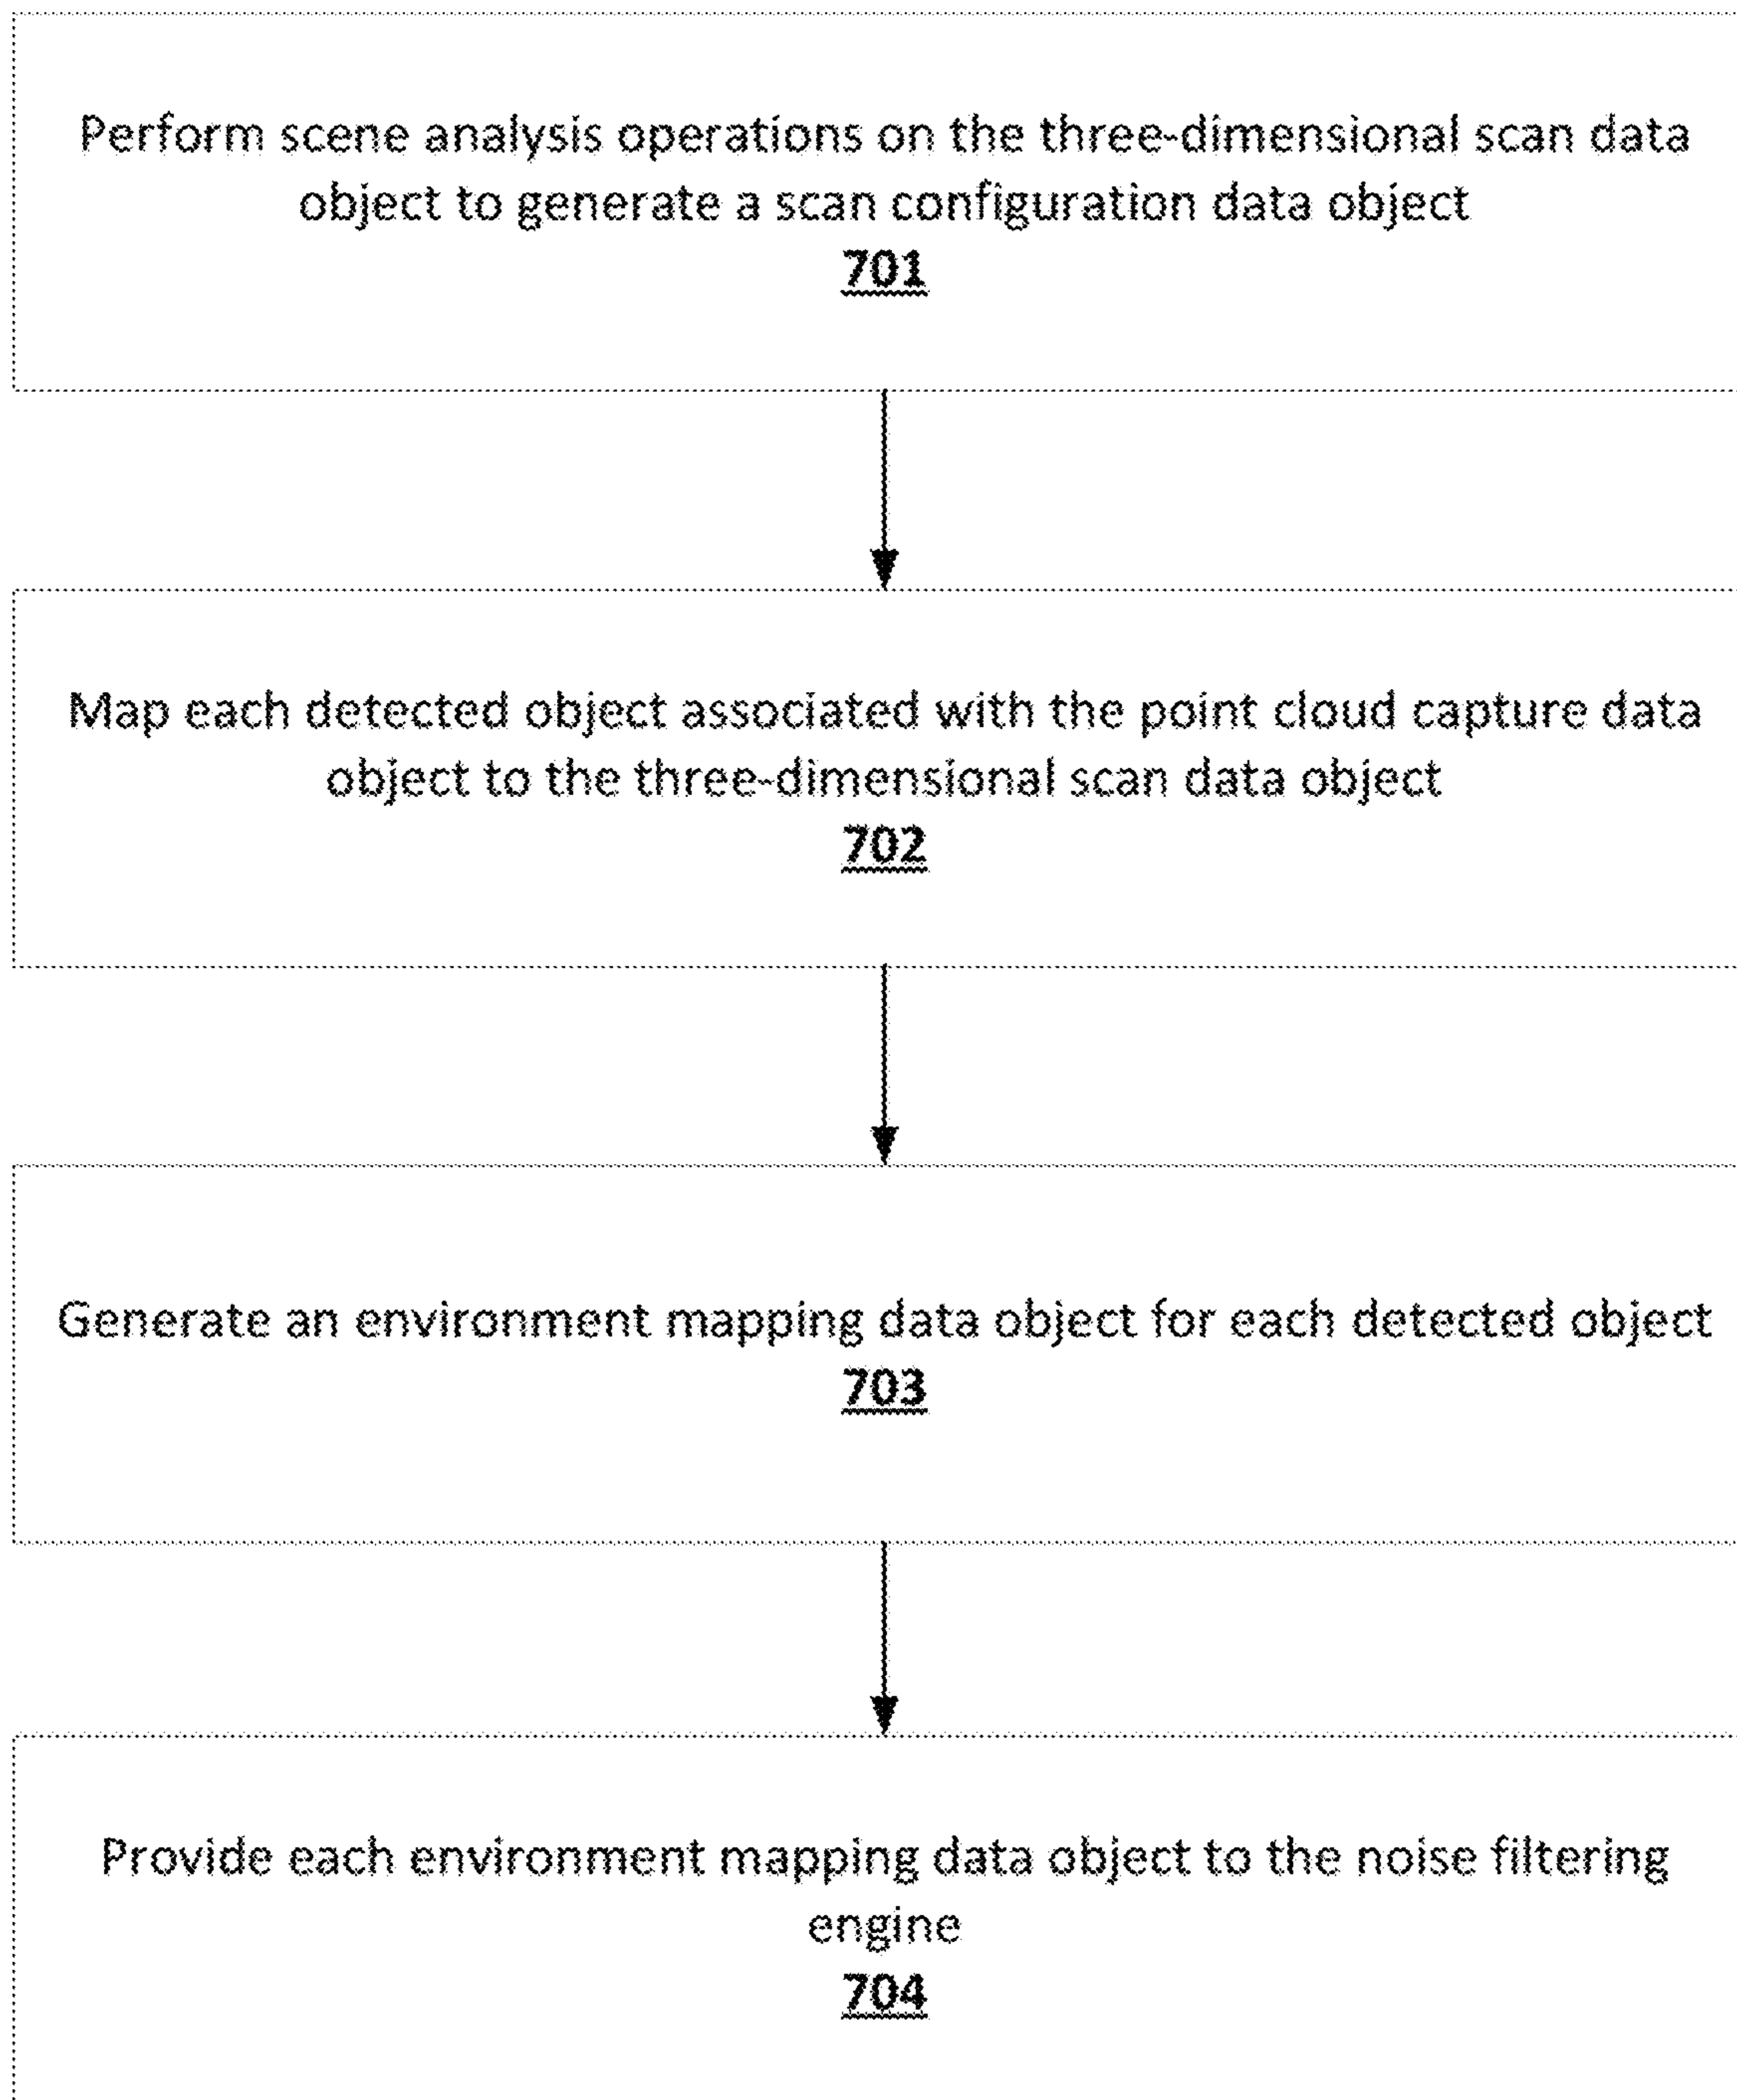 Perform scene analysis operations on the three-dimensional scan data
object to generate a scan configuration data object
701
Map each detected object associated with the point cloud capture data
object to the three-dimensional scan data object
702
Generate an environment mapping data object for each detected object
703
Provide each environment mapping data object to the noise filtering
engine
704